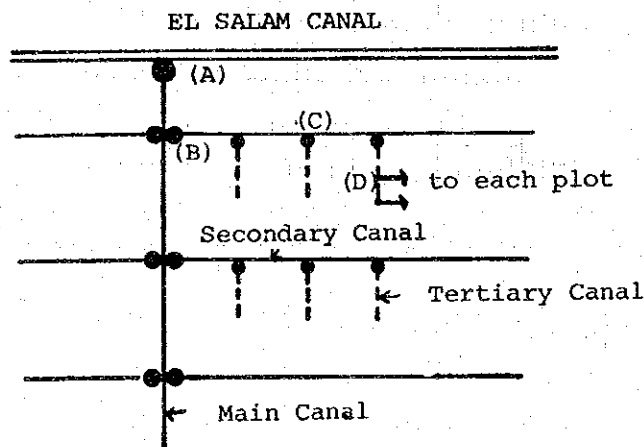 EL SALAM CANAL
(A)
(C)
(B)
(D) to each plot
Secondary Canal
Tertiary Canal
Main Canal